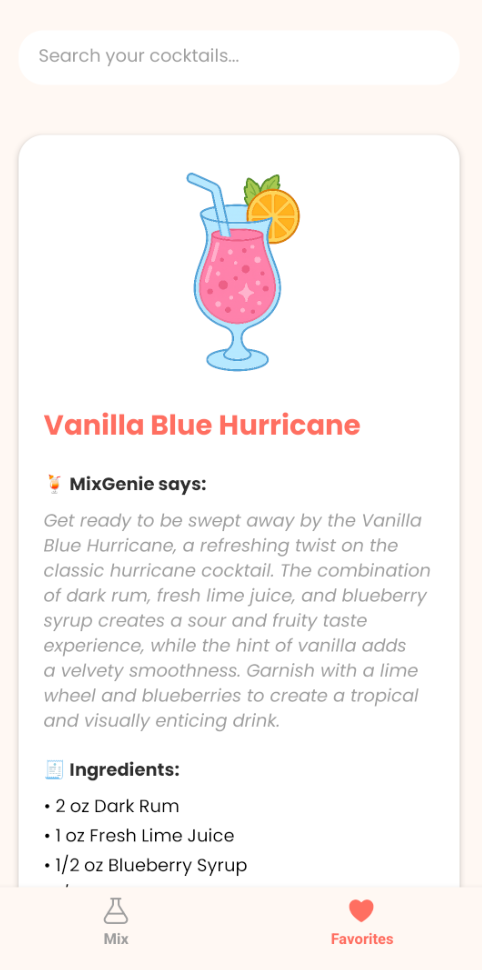 Search your cocktails...
Vanilla Blue Hurricane
🍹 MixGenie says:
Get ready to be swept away by the Vanilla
Blue Hurricane, a refreshing twist on the
classic hurricane cocktail. The combination
of dark rum, fresh lime juice, and blueberry
syrup creates a sour and fruity taste
experience, while the hint of vanilla adds
a velvety smoothness. Garnish with a lime
wheel and blueberries to create a tropical
and visually enticing drink.
🧾 Ingredients:
• 2 oz Dark Rum
• 1 oz Fresh Lime Juice
• 1/2 oz Blueberry Syrup
Mix
Favorites